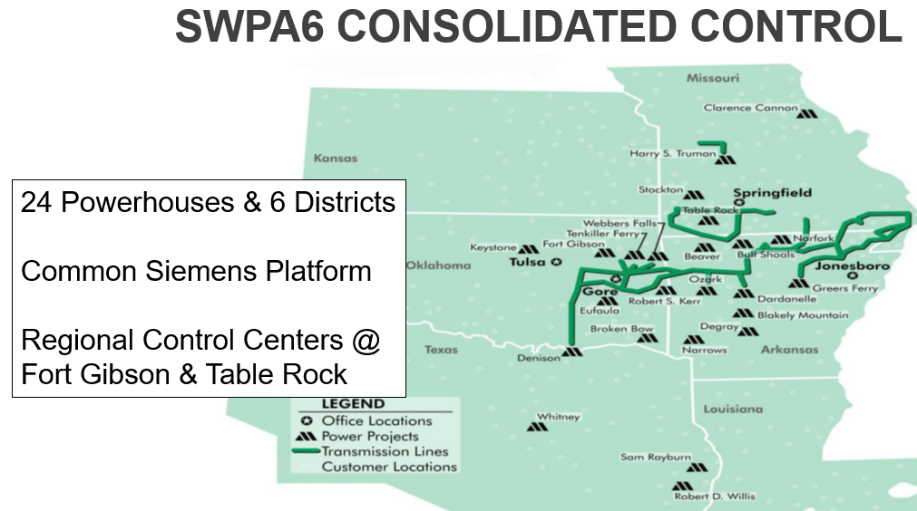 SWPA6 CONSOLIDATED CONTROL
Missouri
Clarence Cannon
Kansas
Harry S. Truman
24 Powerhouses & 6 Districts
Stockton
Springfield
Table Rock
Webbers Falls
Tenkiller Ferry
Keystone
Fort Gibson
Norfork
Beaver
Bull Shoals
Common Siemens Platform
Oklahoma
Tulsa
Jonesboro
Ozark
Greers Ferry
Gore
Robert S. Kerr
Dardanelle
Eufaula
Blakely Mountain
Regional Control Centers @
Fort Gibson & Table Rock
Broken Bow
Degray
Texas
Denison
Narrows
Arkansas
LEGEND
Office Locations
Power Projects
Transmission Lines
Customer Locations
Whitney
Louisiana
Sam Rayburn
Robert D. Willis